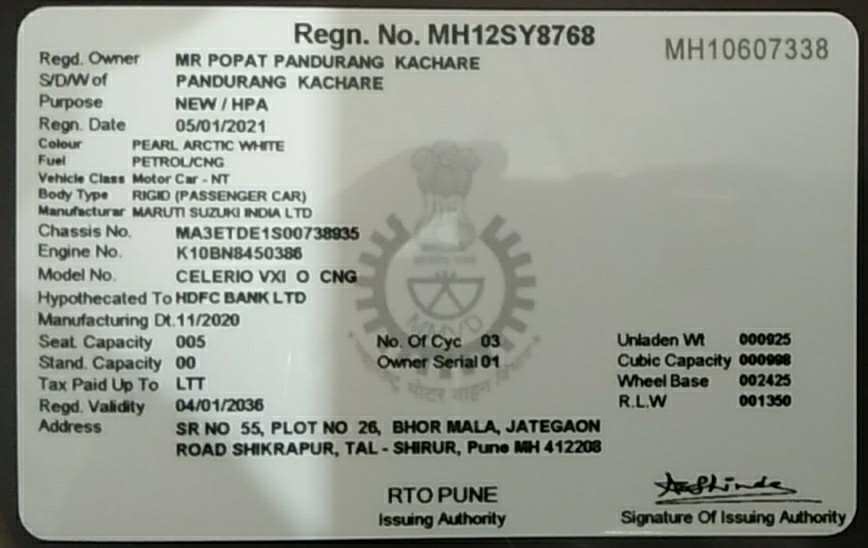 Regn. No. MH12SY8768
MH10607338
Regd. Owner MR POPAT PANDURANG KACHARE
S/D/W of PANDURANG KACHARE
Purpose NEW / HPA
Regn. Date 05/01/2021
Colour PEARL ARCTIC WHITE
Fuel PETROL/CNG
Vehicle Class Motor Car - NT
Body Type RIGID (PASSENGER CAR)
Manufacturar MARUTI SUZUKI INDIA LTD
Chassis No. MA3ETDE1S00738935
Engine No. K10BN8450386
Model No. CELERIO VXI O CNG
Hypothecated To HDFC BANK LTD
Manufacturing Dt. 11/2020
Seat Capacity 005 No. Of Cyc 03 Unladen Wt 000925
Stand. Capacity 00 Owner Serial 01 Cubic Capacity 000998
Tax Paid Up To LTT Wheel Base 002425
Regd. Validity 04/01/2036 R.L.W 001350
Address SR NO 55, PLOT NO 26, BHOR MALA, JATEGAON
ROAD SHIKRAPUR, TAL - SHIRUR, Pune MH 412208
MMVD
मोटर वाहन विभाग
RTO PUNE
Issuing Authority
Signature Of Issuing Authority